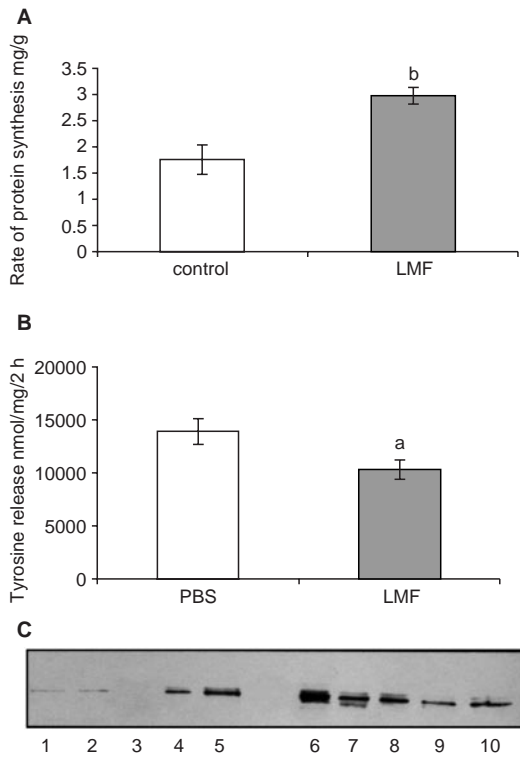 A
Rate of protein synthesis mg/g
3.5
3
2.5
2
1.5
1
0.5
0
b
control LMF
B
Tyrosine release nmol/mg/2 h
20000
15000
10000
5000
0
a
PBS LMF
C
1 2 3 4 5 6 7 8 9 10